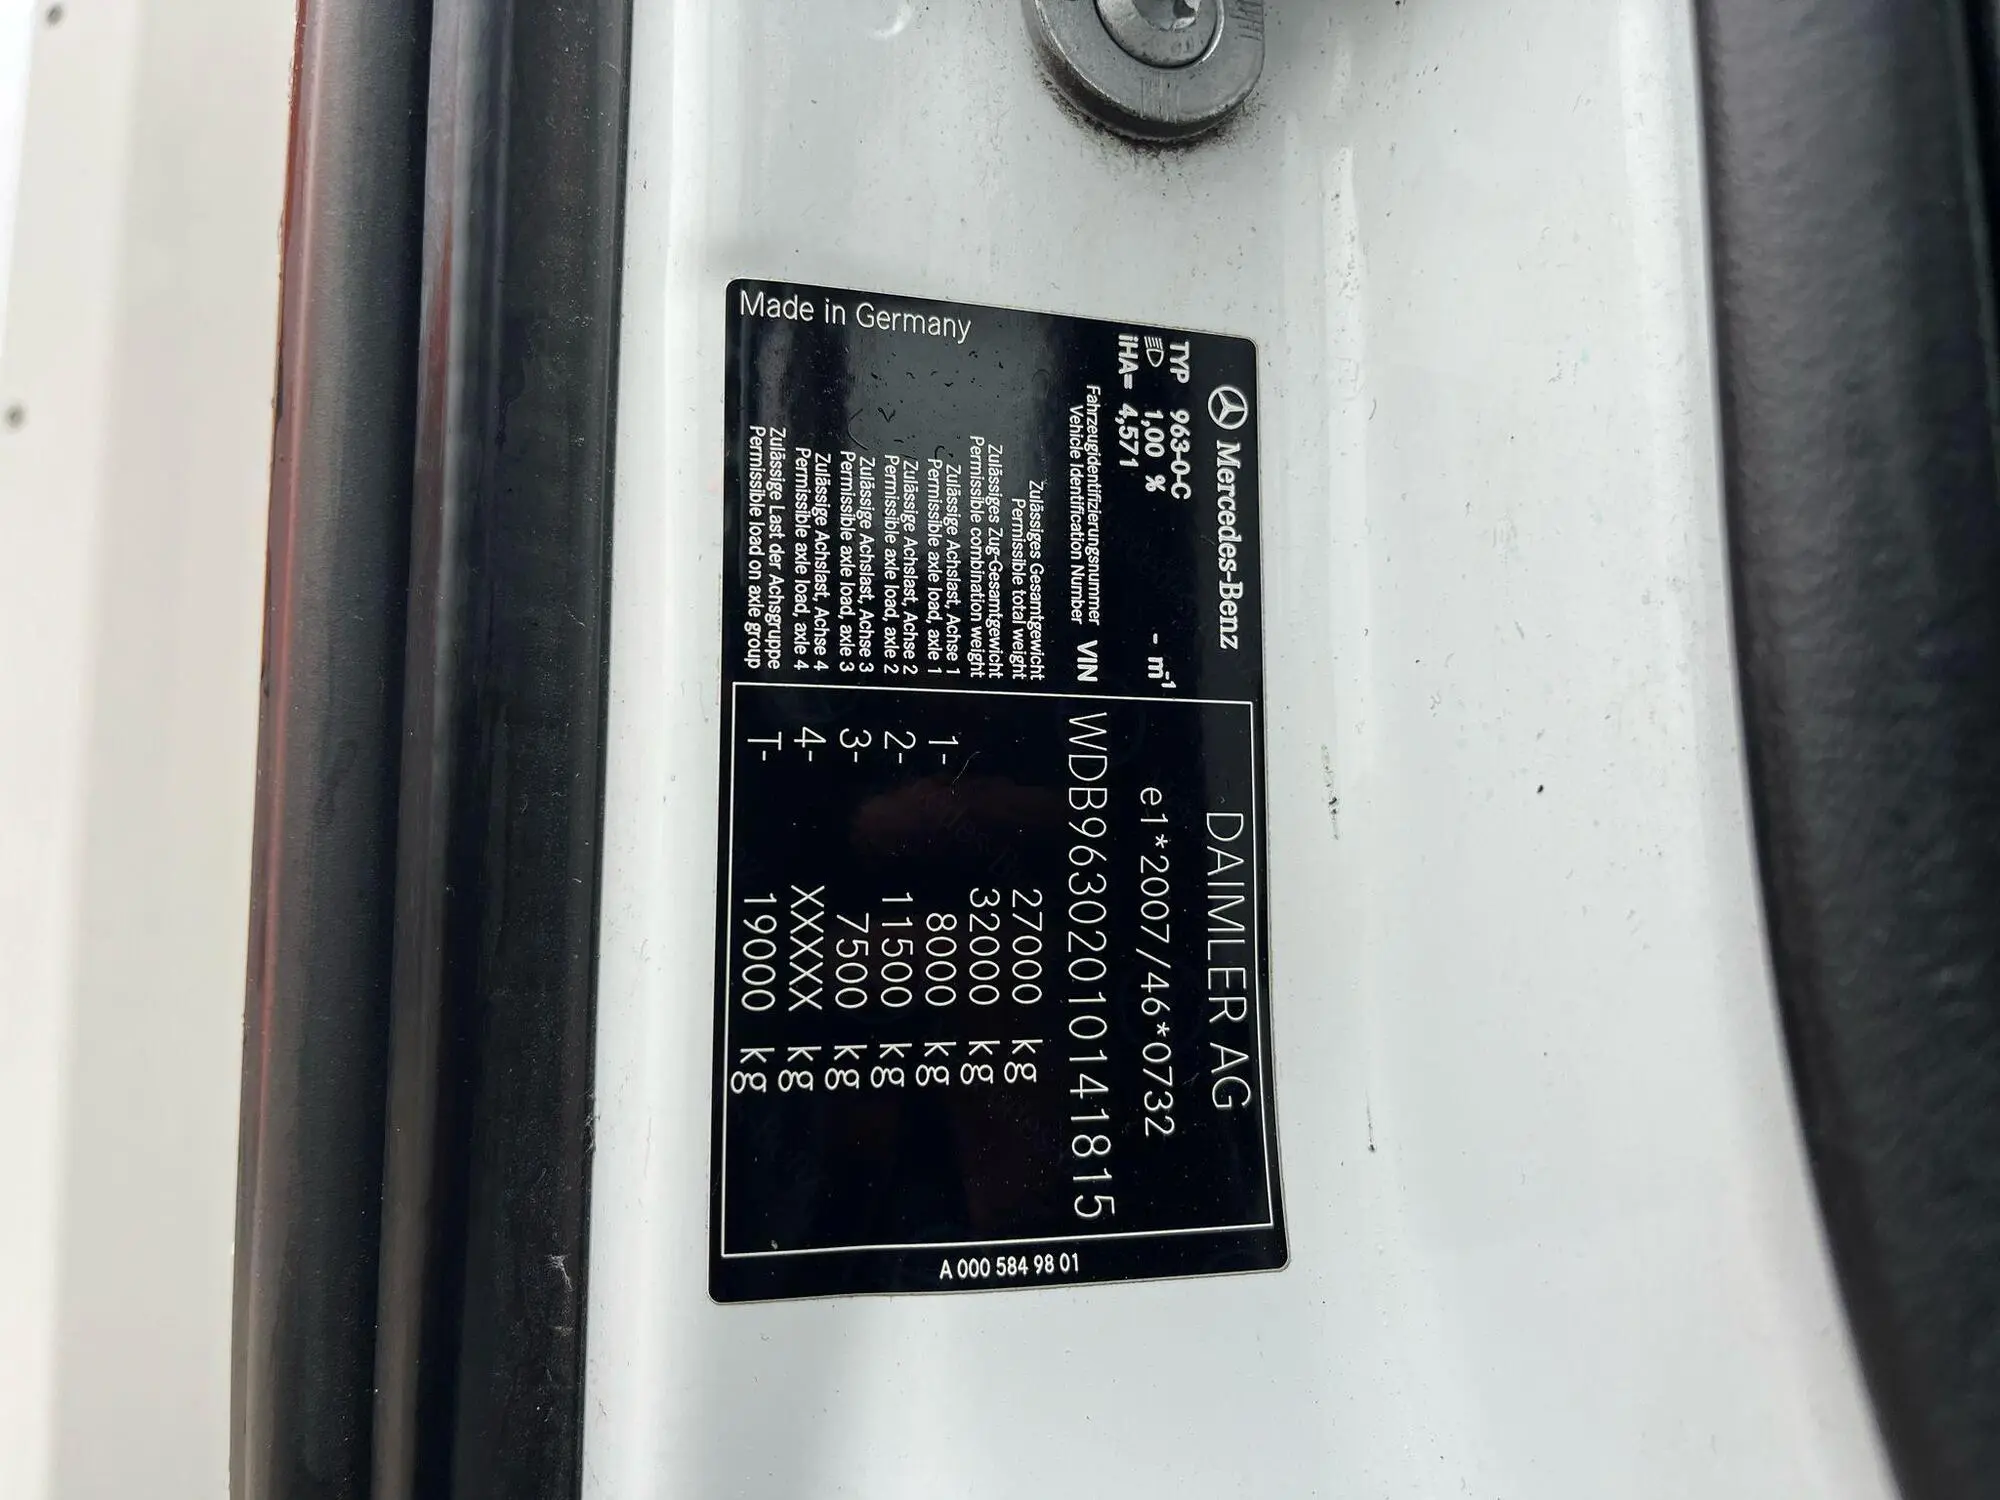 Mercedes-Benz DAIMLER AG
TYP 963-0-C
1,00 % - m-1 e1*2007/46*0732
iHA= 4,571
Fahrzeugidentifizierungsnummer
Vehicle Identification Number VIN WDB96302010141815
Zulässiges Gesamtgewicht
Permissible total weight 27000 kg
Zulässiges Zug-Gesamtgewicht
Permissible combination weight 32000 kg
Zulässige Achslast, Achse 1
Permissible axle load, axle 1 1- 8000 kg
Zulässige Achslast, Achse 2
Permissible axle load, axle 2 2- 11500 kg
Zulässige Achslast, Achse 3
Permissible axle load, axle 3 3- 7500 kg
Zulässige Achslast, Achse 4
Permissible axle load, axle 4 4- XXXXX kg
Zulässige Last der Achsgruppe
Permissible load on axle group T- 19000 kg
Made in Germany
A 000 584 98 01